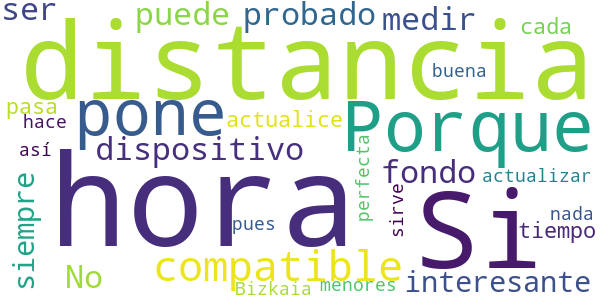 ser puede probado medir cada
distancia
buena
pasa pone actualice Porque
hace
así dispositivo fondo actualizar
siempre hora perfecta sirve Si
pues nada
tiempo
No compatible interesante
Bizkaia menores